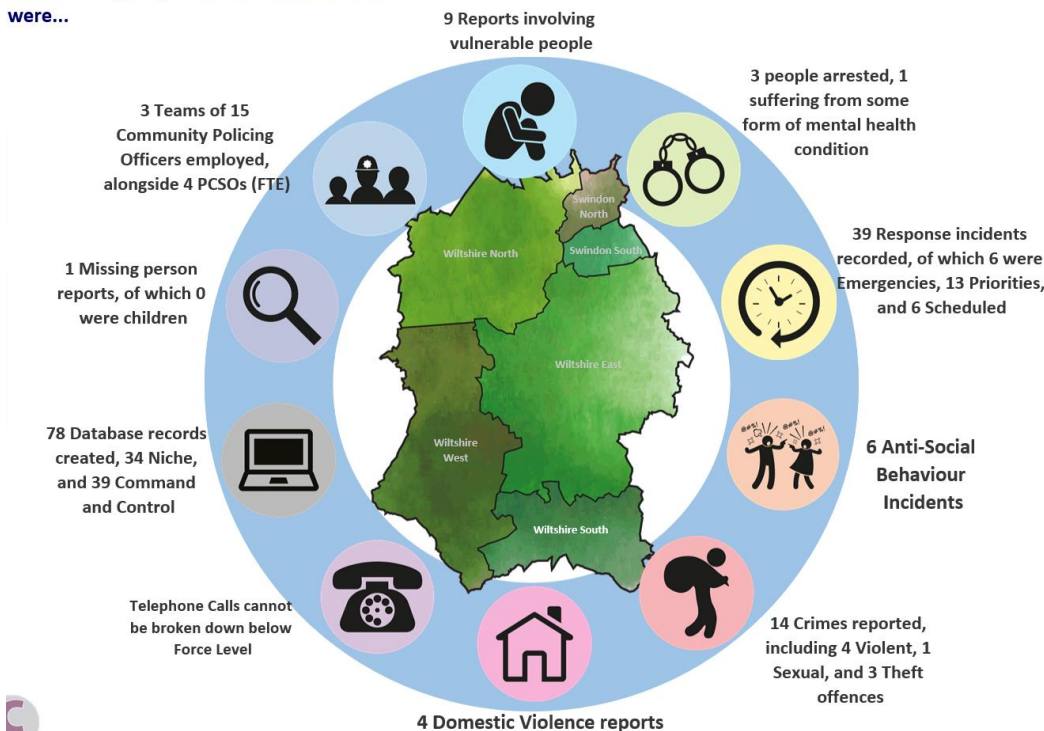 were...
9 Reports involving
vulnerable people
3 people arrested, 1
suffering from some
form of mental health
condition
3 Teams of 15
Community Policing
Officers employed,
alongside 4 PCSOs (FTE)
Swindon
North
Wiltshire North
Swindon South
39 Response incidents
recorded, of which 6 were
Emergencies, 13 Priorities,
and 6 Scheduled
1 Missing person
reports, of which 0
were children
Wiltshire East
78 Database records
created, 34 Niche,
and 39 Command
and Control
Wiltshire
West
@#%!
@#%!
@#%!
6 Anti-Social
Behaviour
Incidents
Wiltshire South
Telephone Calls cannot
be broken down below
Force Level
14 Crimes reported,
including 4 Violent, 1
Sexual, and 3 Theft
offences
4 Domestic Violence reports